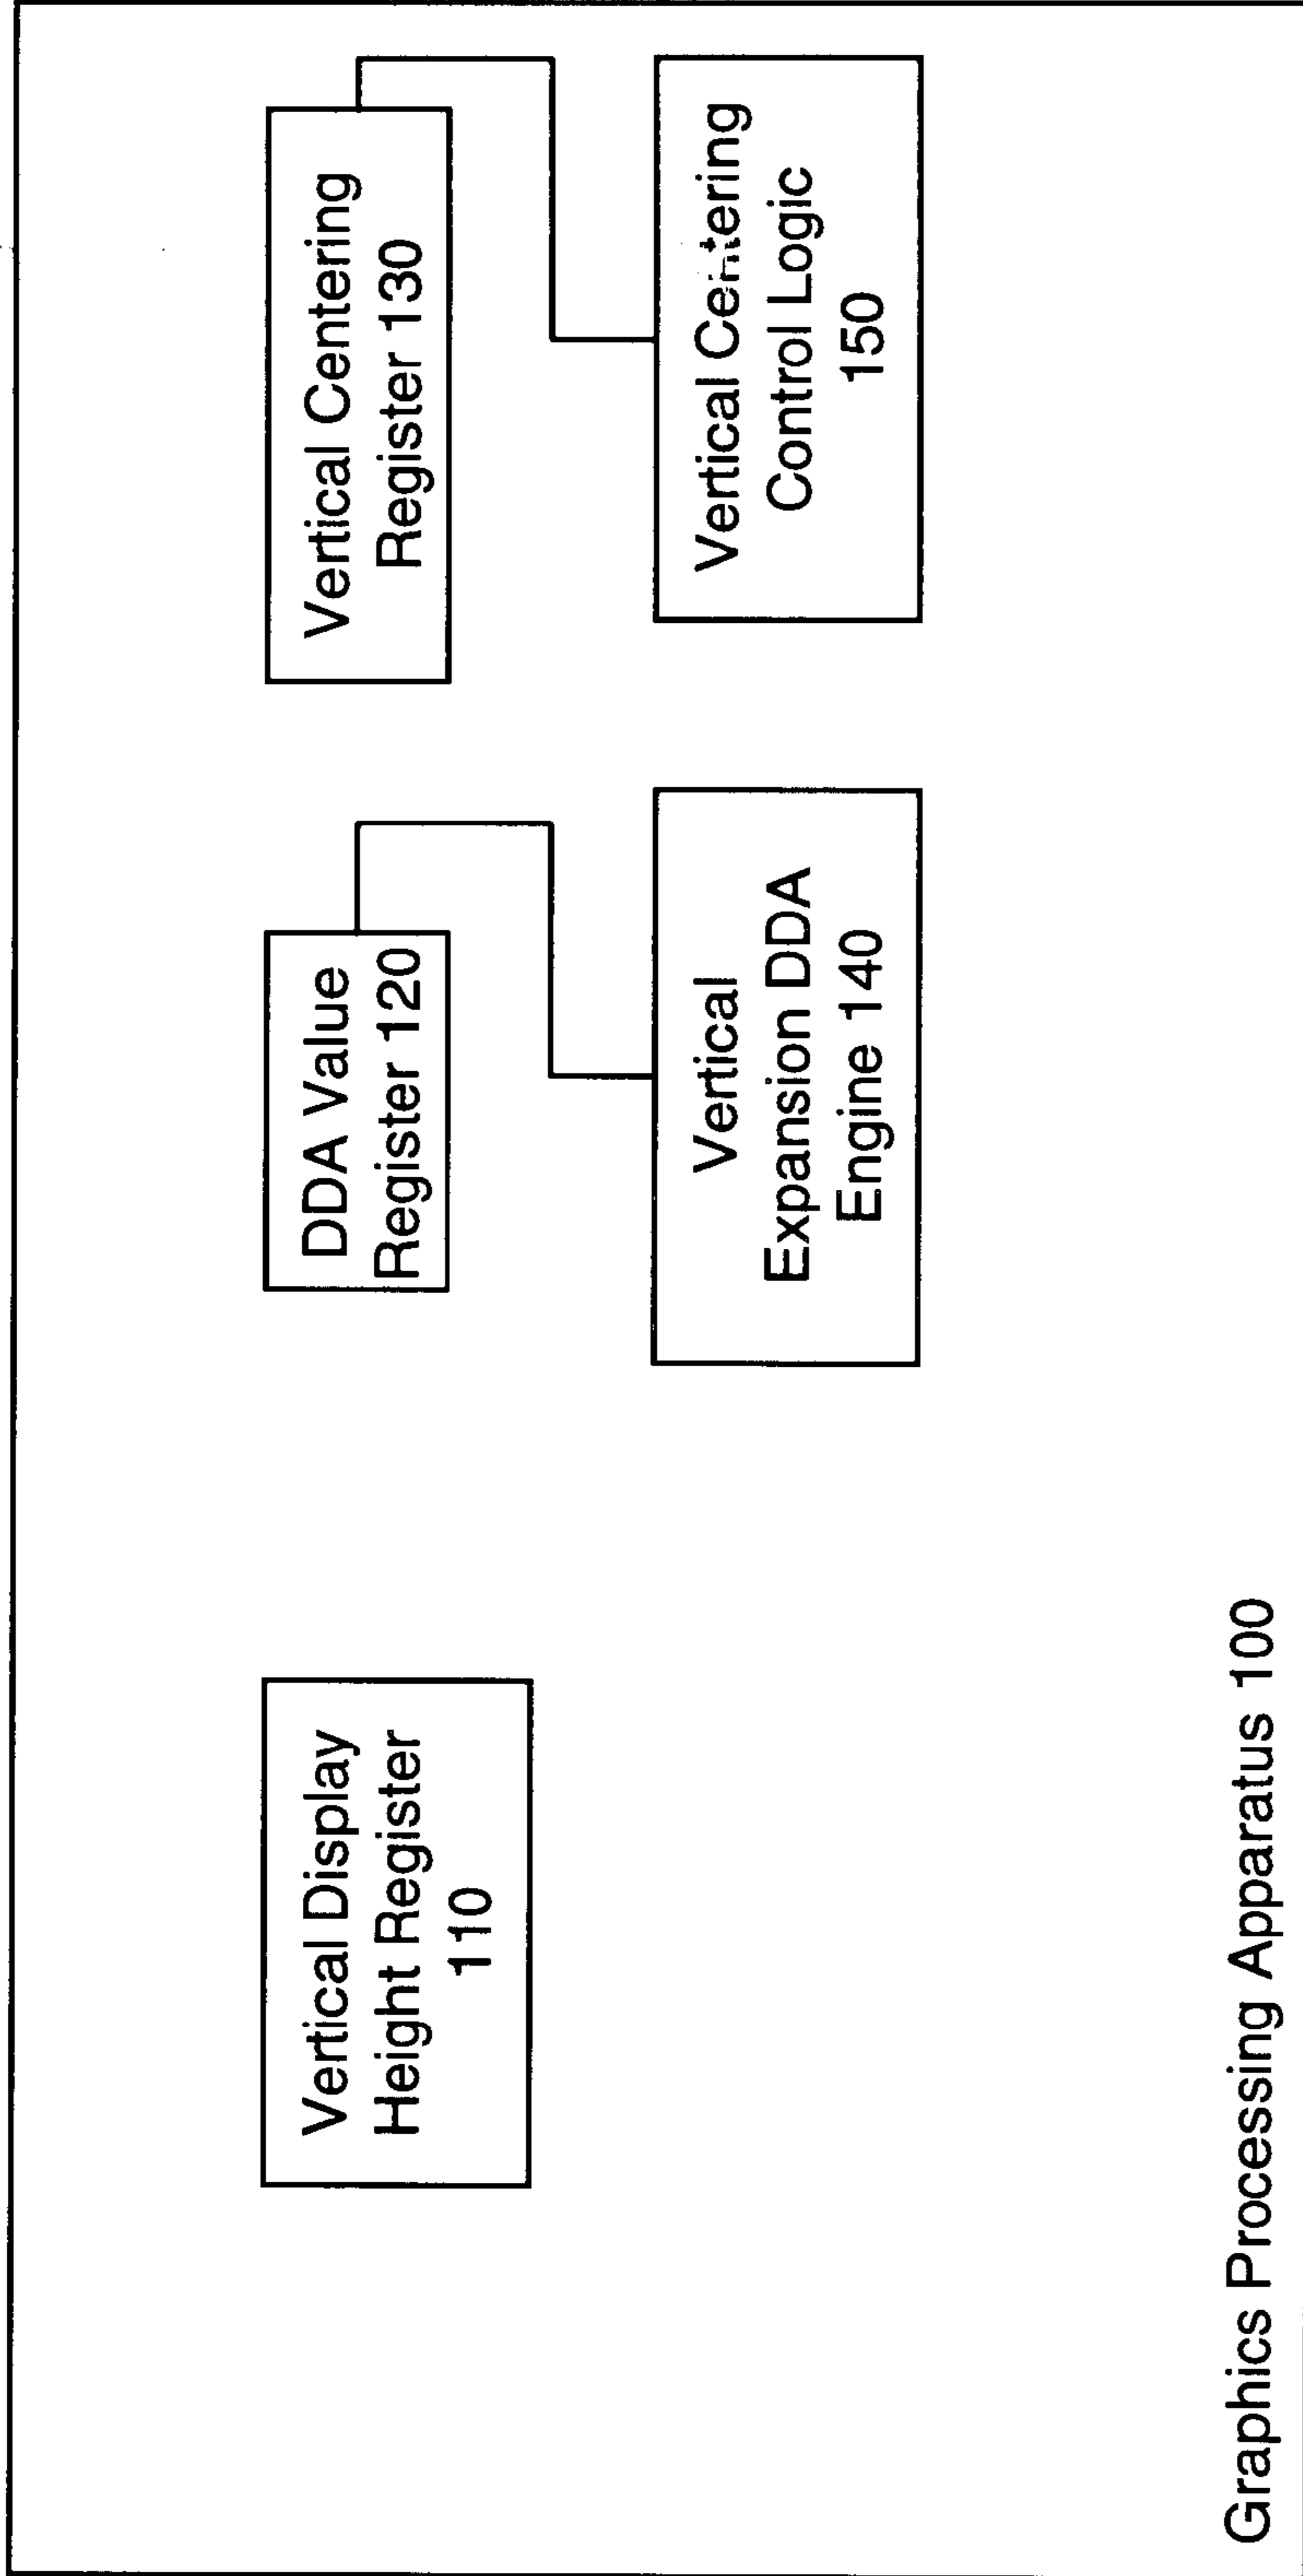 Vertical Display
Height Register
110
DDA Value
Register 120
Vertical Centering
Register 130
Vertical
Expansion DDA
Engine 140
Vertical Centering
Control Logic
150
Graphics Processing Apparatus 100